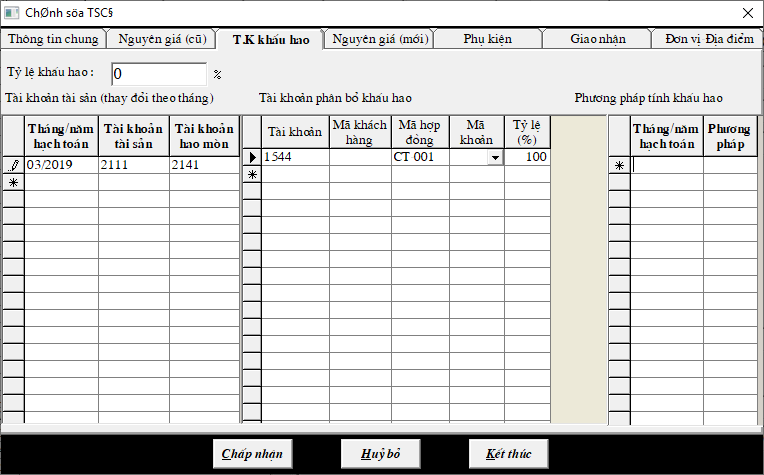 ChØnh söa TSC§
Thông tin chung Nguyên giá (cũ) T.K khấu hao Nguyên giá (mới) Phụ kiện Giao nhận Đơn vị-Địa điểm
Tỷ lệ khấu hao : 0 %
Tài khoản tài sản (thay đổi theo tháng) Tài khoản phân bổ khấu hao Phương pháp tính khấu hao
Tháng/năm hạch toán Tài khoản tài sản Tài khoản hao mòn Tài khoản Mã khách hàng Mã hợp đồng Mã khoản Tỷ lệ (%) Tháng/năm hạch toán Phương pháp
03/2019 2111 2141 1544 CT 001 100
Chấp nhận Huỷ bỏ Kết thúc